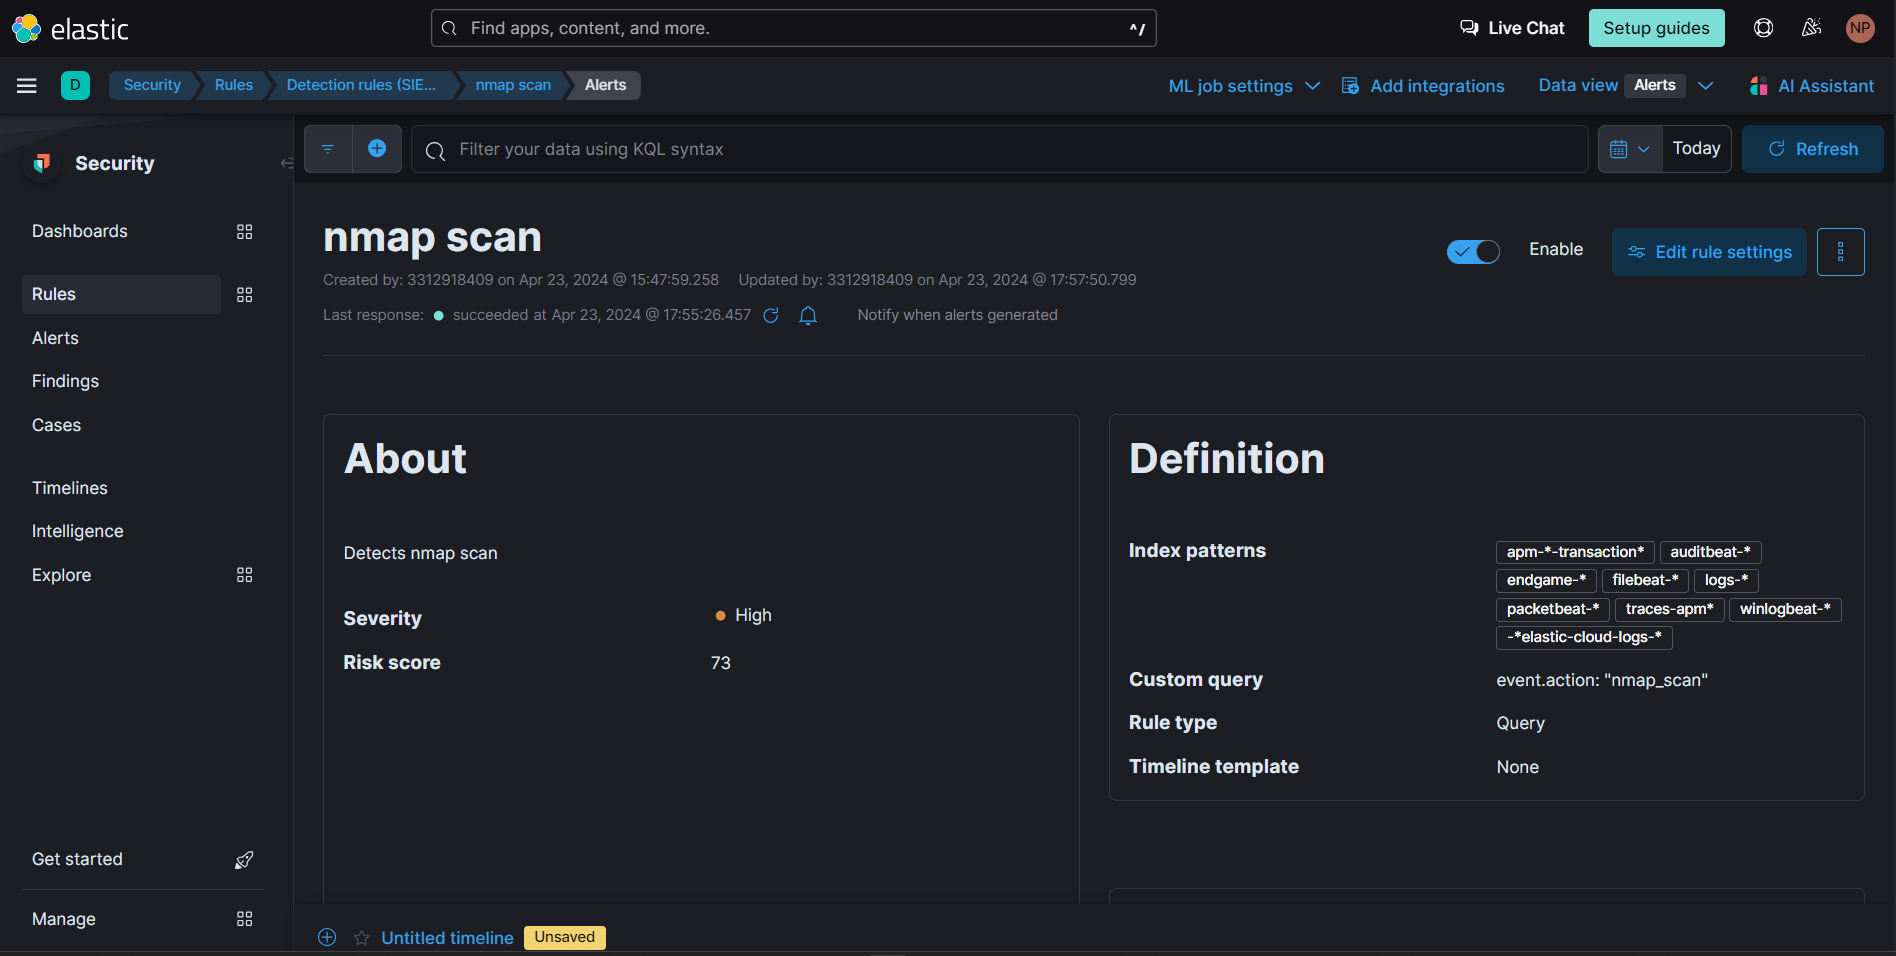 elastic
Find apps, content, and more.
^/
Live Chat
Setup guides
NP
D
Security
Rules
Detection rules (SIE...
nmap scan
Alerts
ML job settings
Add integrations
Data view
Alerts
AI Assistant
Security
Filter your data using KQL syntax
Today
Refresh
Dashboards
Rules
Alerts
Findings
Cases
Timelines
Intelligence
Explore
Get started
Manage
nmap scan
Created by: 3312918409 on Apr 23, 2024 @ 15:47:59.258 Updated by: 3312918409 on Apr 23, 2024 @ 17:57:50.799
Last response: succeeded at Apr 23, 2024 @ 17:55:26.457 Notify when alerts generated
Enable
Edit rule settings
About
Detects nmap scan
Severity High
Risk score 73
Definition
Index patterns
apm-*-transaction* auditbeat-*
endgame-* filebeat-* logs-*
packetbeat-* traces-apm* winlogbeat-*
-*elastic-cloud-logs-*
Custom query event.action: "nmap_scan"
Rule type Query
Timeline template None
Untitled timeline Unsaved